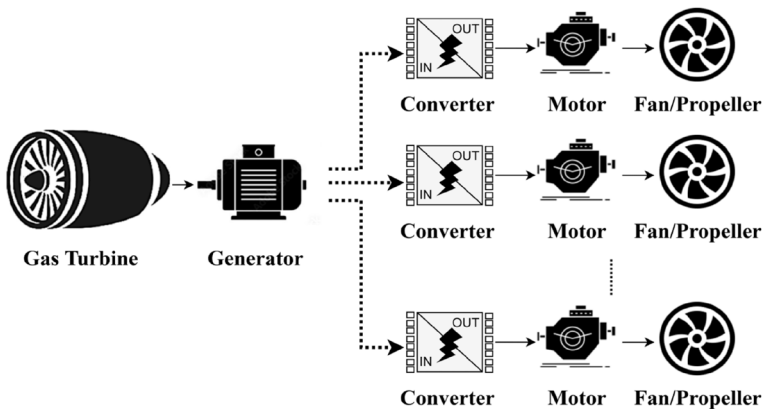 OUT
IN
Converter
Motor
Fan/Propeller
OUT
IN
Gas Turbine
Generator
Converter
Motor
Fan/Propeller
OUT
IN
Converter
Motor
Fan/Propeller